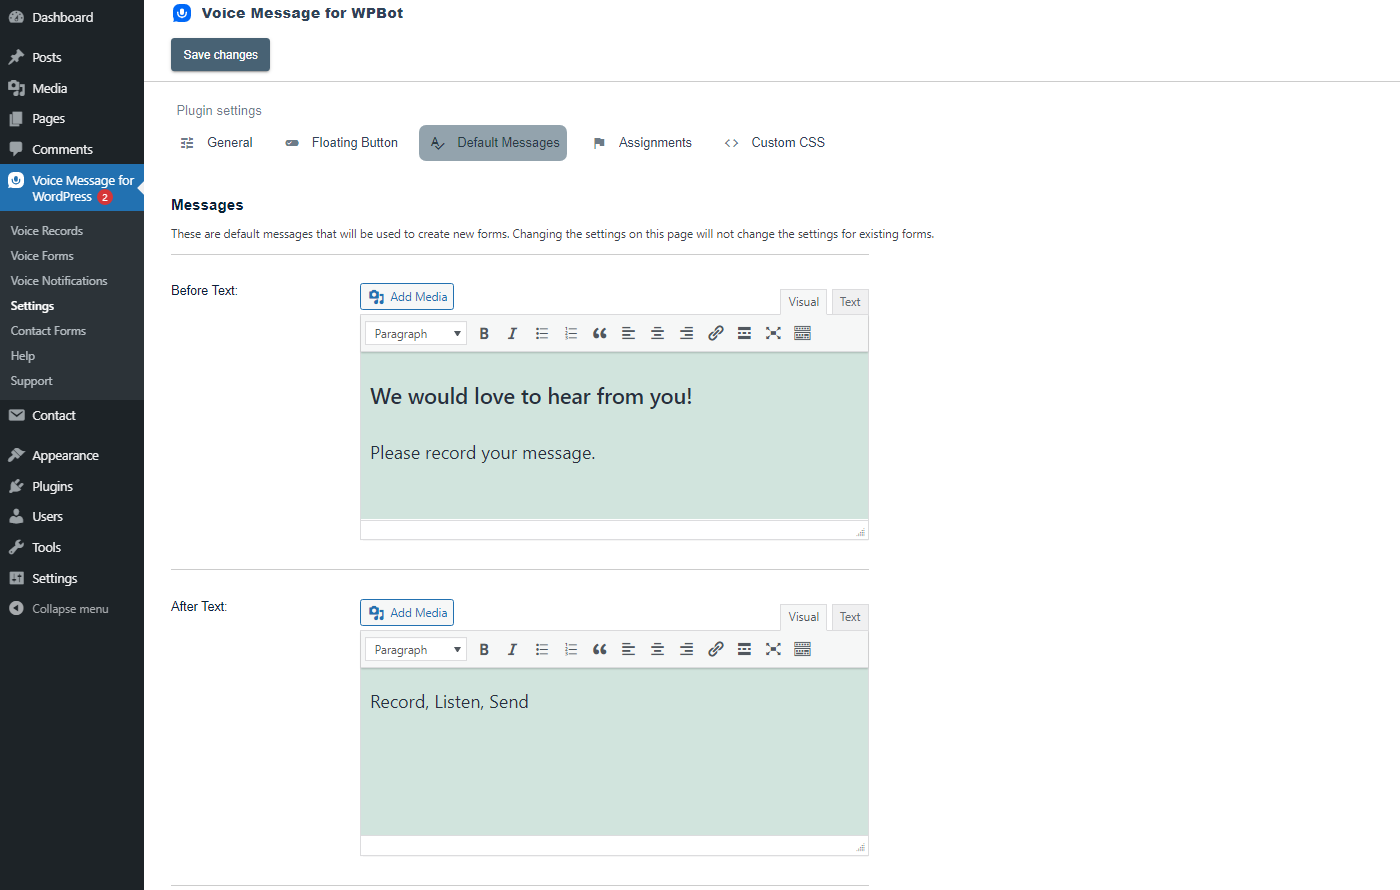 Dashboard
Posts
Media
Pages
Comments
Voice Message for
WordPress 2
Voice Records
Voice Forms
Voice Notifications
Settings
Contact Forms
Help
Support
Contact
Appearance
Plugins
Users
Tools
Settings
Collapse menu
Voice Message for WPBot
Save changes
Plugin settings
General
Floating Button
Default Messages
Assignments
Custom CSS
Messages
These are default messages that will be used to create new forms. Changing the settings on this page will not change the settings for existing forms.
Before Text:
Add Media
Visual
Text
Paragraph
We would love to hear from you!
Please record your message.
After Text:
Add Media
Visual
Text
Paragraph
Record, Listen, Send